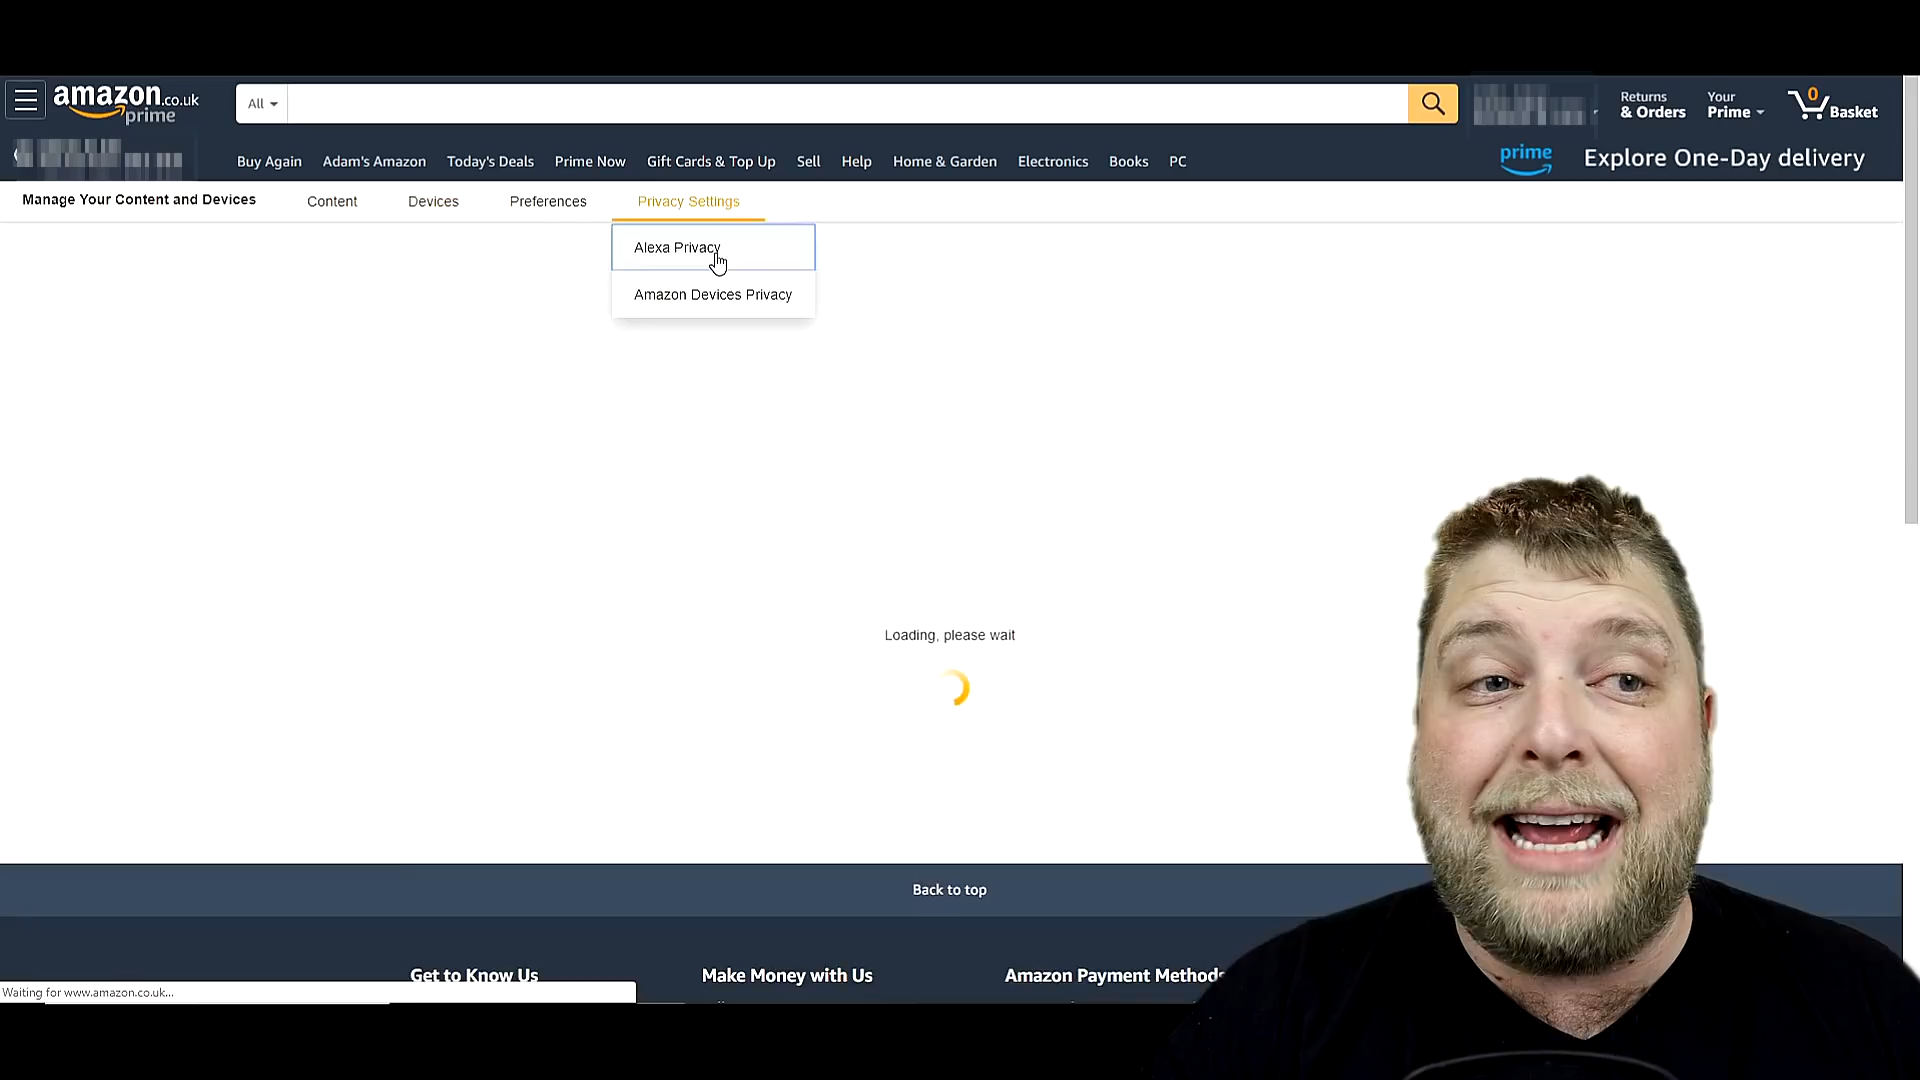 amazon.co.uk
prime
All
Returns
& Orders
Your
Prime
0
Basket
Buy Again
Adam's Amazon
Today's Deals
Prime Now
Gift Cards & Top Up
Sell
Help
Home & Garden
Electronics
Books
PC
prime
Explore One-Day delivery
Manage Your Content and Devices
Content
Devices
Preferences
Privacy Settings
Alexa Privacy
Amazon Devices Privacy
Loading, please wait
Back to top
Get to Know Us
Make Money with Us
Amazon Payment Methods
Waiting for www.amazon.co.uk...